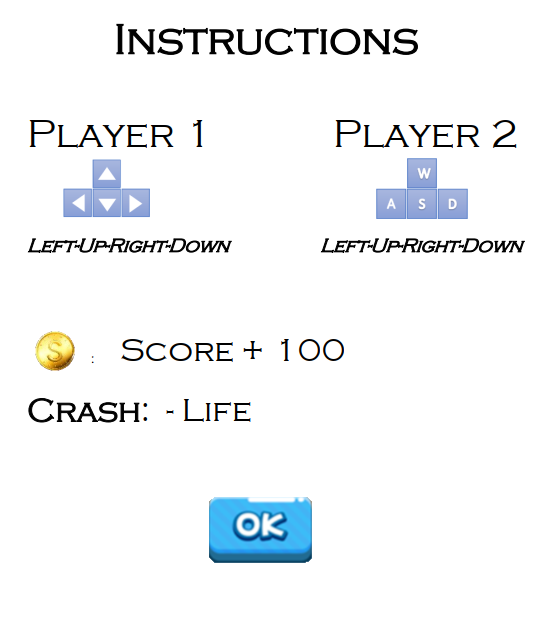 Instructions
Player 1 Player 2
W
A S D
Left-Up-Right-Down Left-Up-Right-Down
S : Score + 100
Crash: - Life
OK